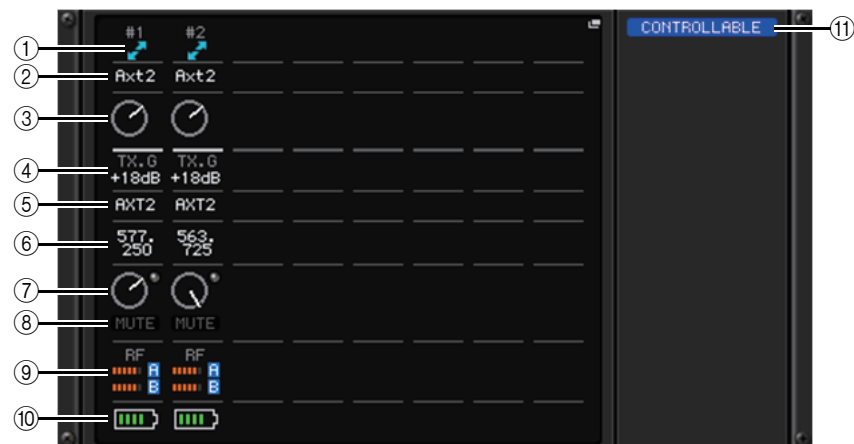 #1 #2 CONTROLLABLE ⑪
①
② Axt2 Axt2
③
④ TX.G TX.G
+18dB +18dB
⑤ AXT2 AXT2
⑥ 577. 563.
250 725
⑦
⑧ MUTE MUTE
RF RF
⑨ A A
B B
⑩